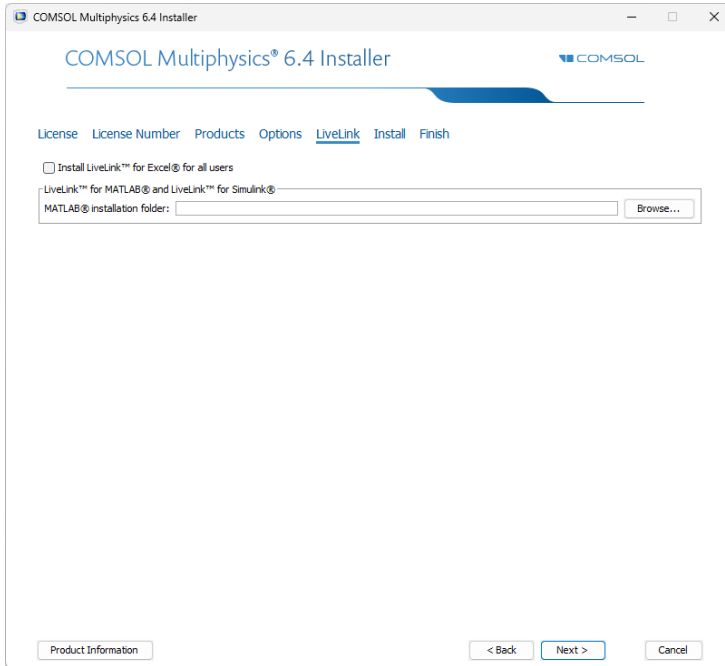 COMSOL Multiphysics 6.4 Installer
COMSOL Multiphysics® 6.4 Installer
COMSOL
License License Number Products Options LiveLink Install Finish
Install LiveLink™ for Excel® for all users
LiveLink™ for MATLAB® and LiveLink™ for Simulink®
MATLAB® installation folder: Browse...
Product Information < Back Next > Cancel